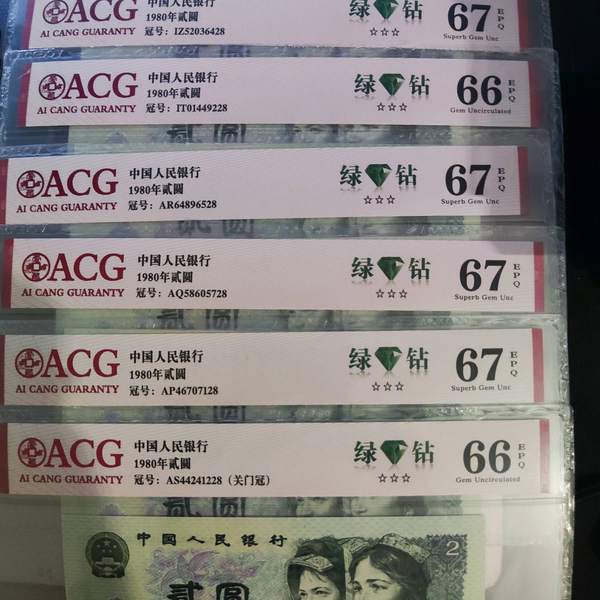 ACG
AI CANG GUARANTY
1980年贰圆
冠号: IZ52036428
绿 钻
☆☆☆
67 EPQ
Superb Gem Unc
ACG
AI CANG GUARANTY
中国人民银行
1980年贰圆
冠号: IT01449228
绿 钻
☆☆☆
66 EPQ
Gem Uncirculated
贰圆
ACG
AI CANG GUARANTY
中国人民银行
1980年贰圆
冠号: AR64896528
绿 钻
☆☆☆
67 EPQ
Superb Gem Unc
贰圆
ACG
AI CANG GUARANTY
中国人民银行
1980年贰圆
冠号: AQ58605728
绿 钻
☆☆☆
67 EPQ
Superb Gem Unc
贰圆
ACG
AI CANG GUARANTY
中国人民银行
1980年贰圆
冠号: AP46707128
绿 钻
☆☆☆
67 EPQ
Superb Gem Unc
ACG
AI CANG GUARANTY
中国人民银行
1980年贰圆
冠号: AS44241228 (关门冠)
绿 钻
☆☆☆
66 EPQ
Gem Uncirculated
中国人民银行
2
贰圆